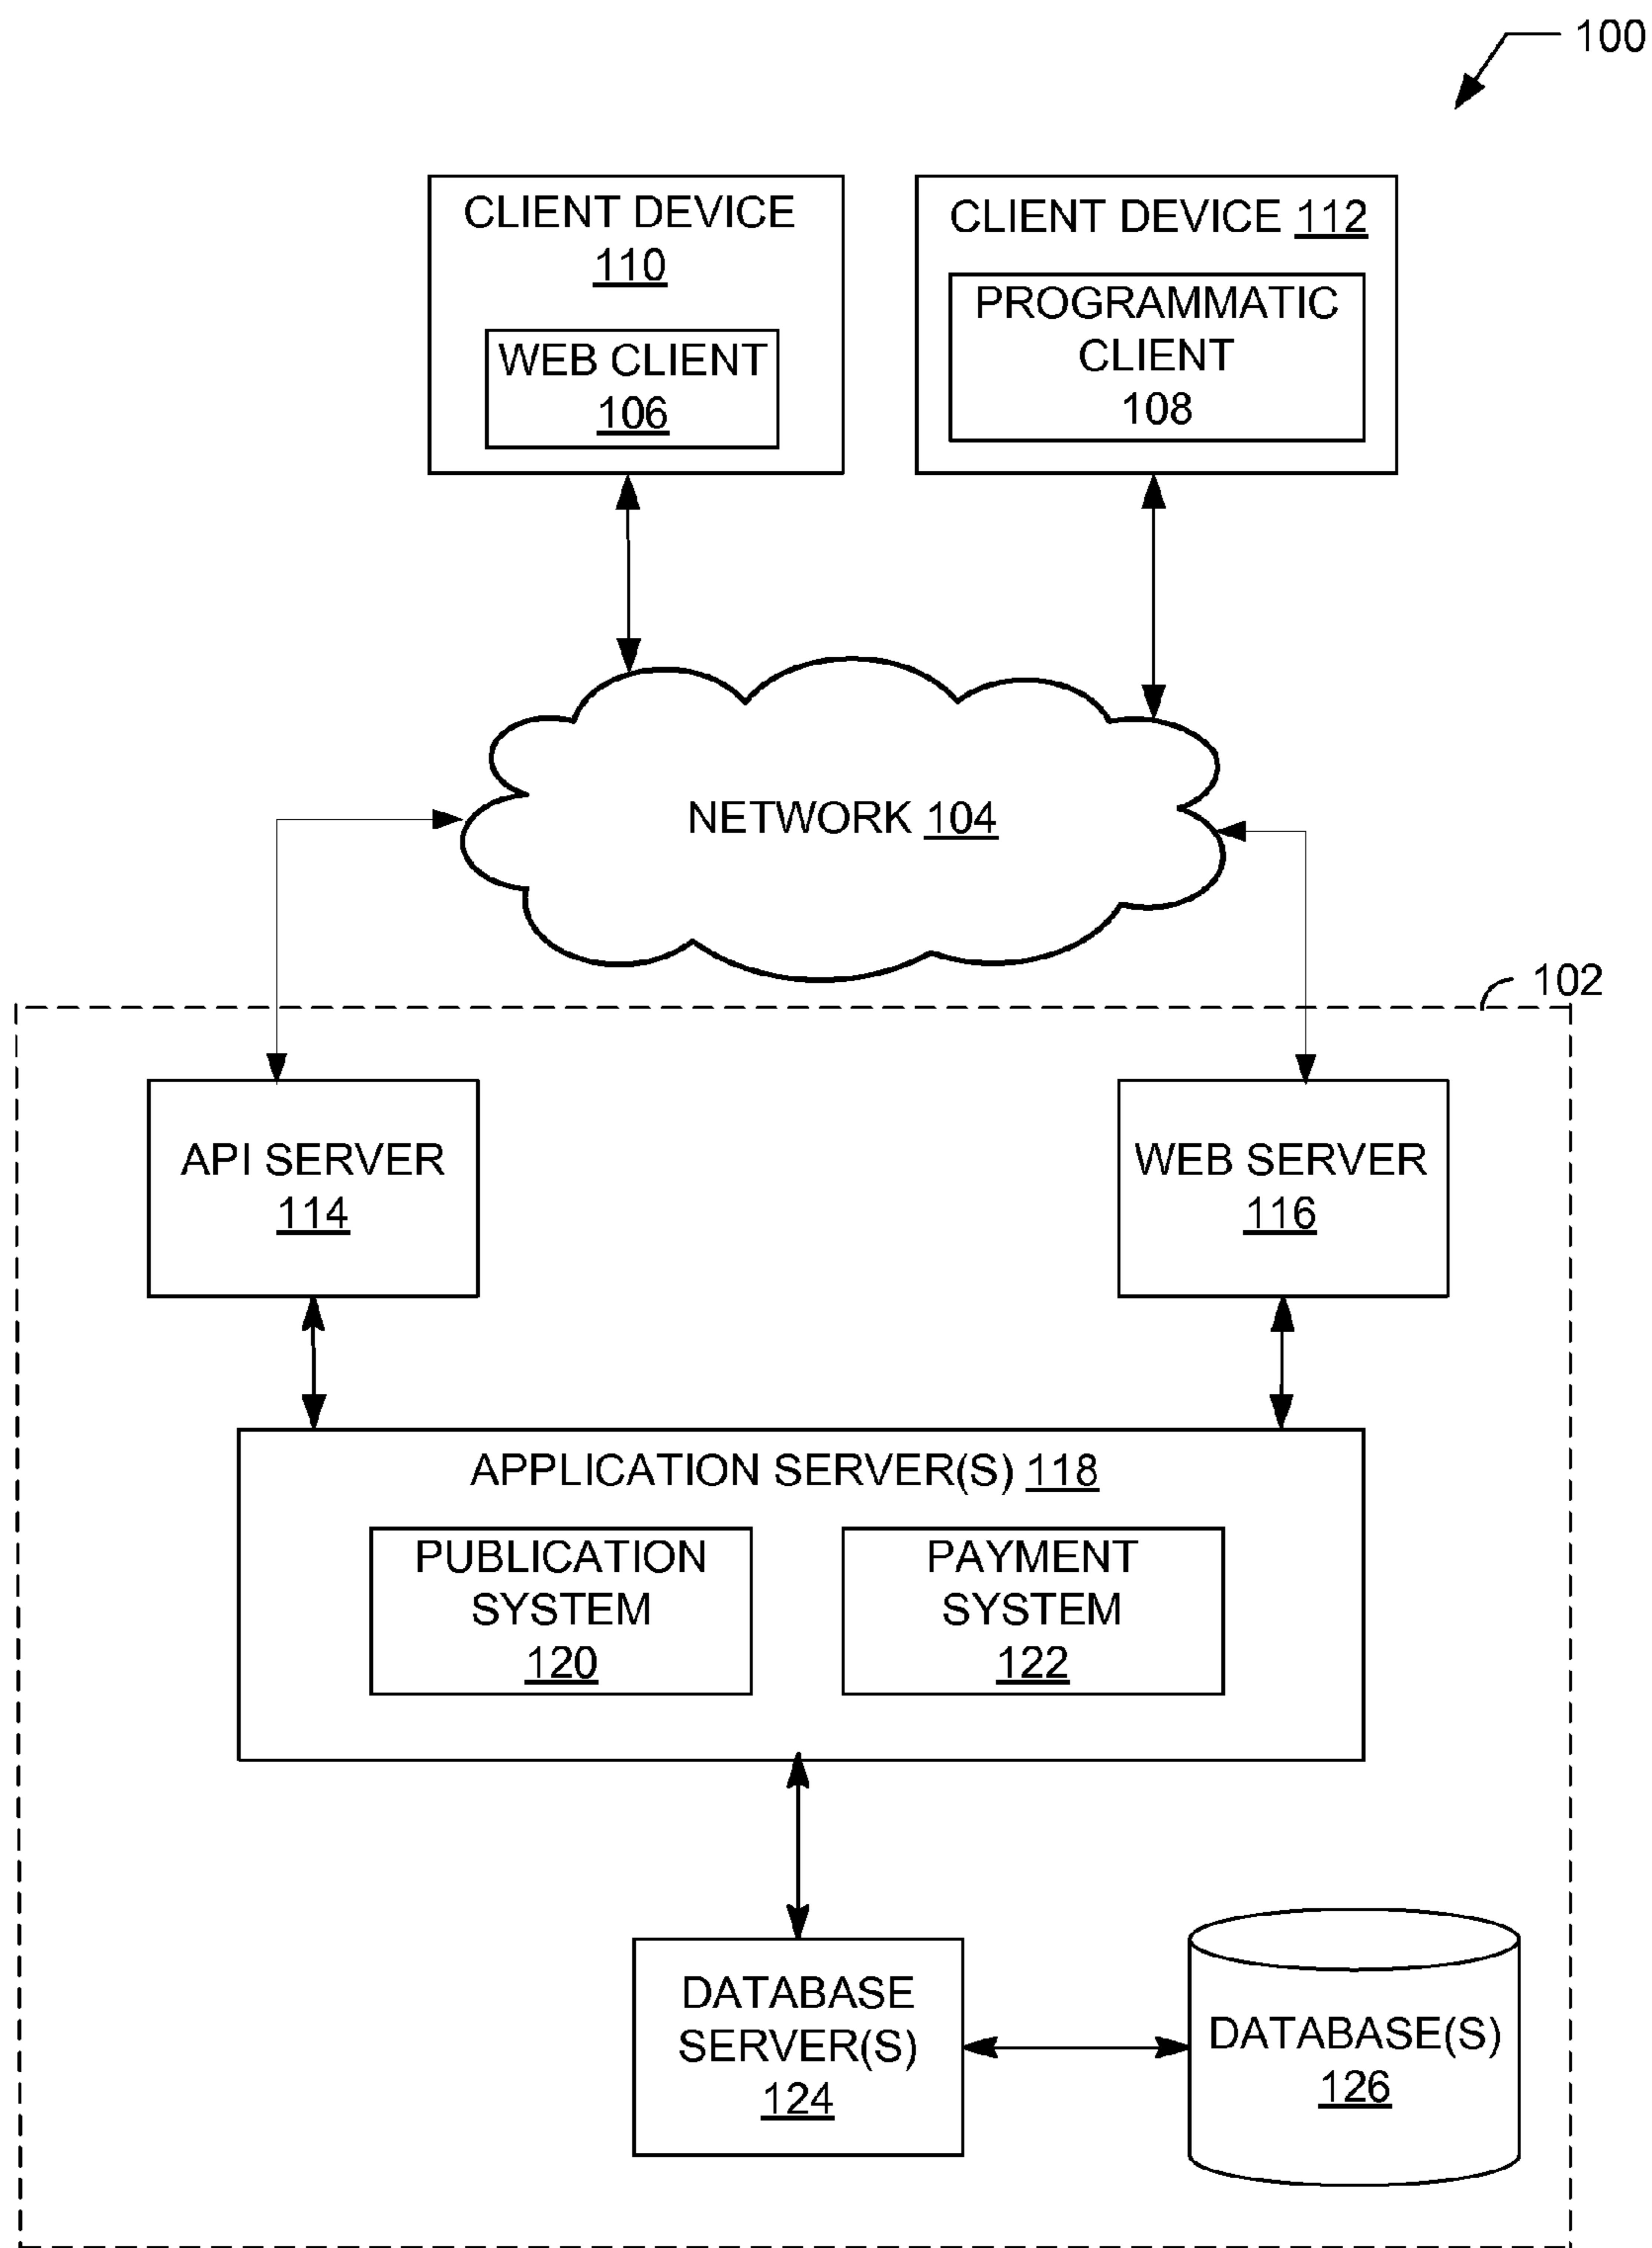 100
CLIENT DEVICE
110
WEB CLIENT
106
CLIENT DEVICE 112
PROGRAMMATIC
CLIENT
108
NETWORK 104
102
API SERVER
114
WEB SERVER
116
APPLICATION SERVER(S) 118
PUBLICATION
SYSTEM
120
PAYMENT
SYSTEM
122
DATABASE
SERVER(S)
124
DATABASE(S)
126